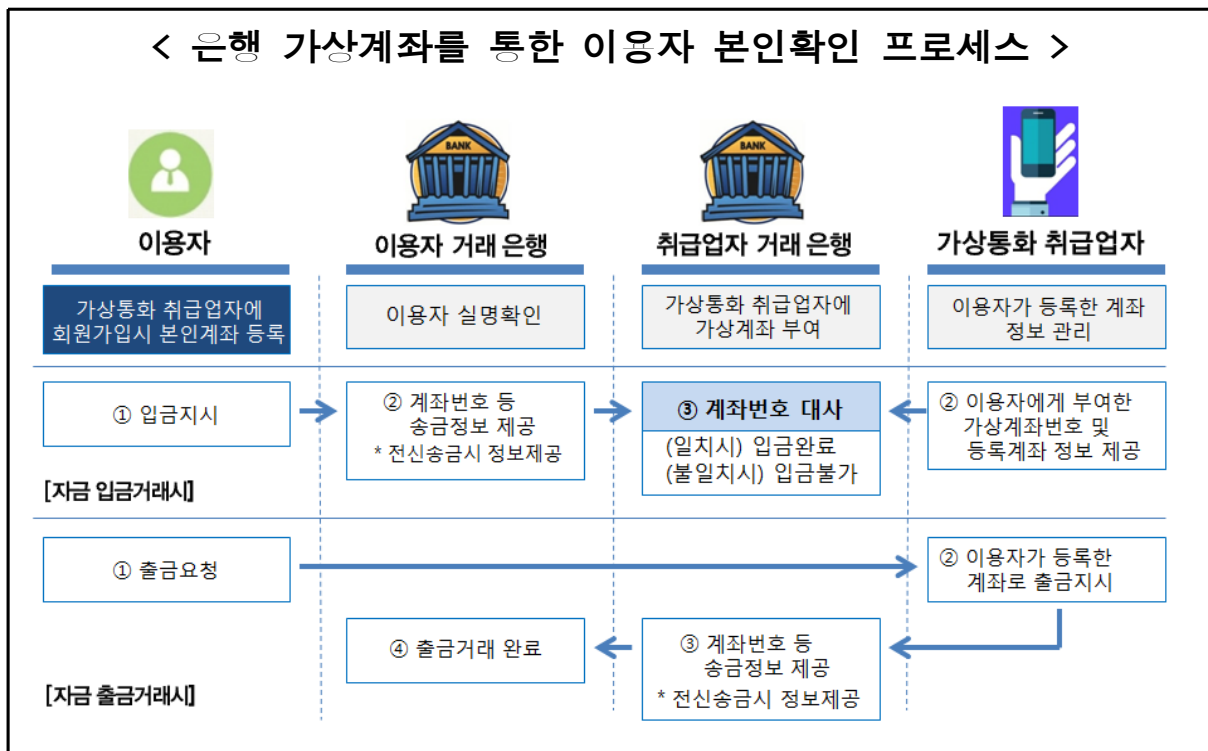 < 은행 가상계좌를 통한 이용자 본인확인 프로세스 >
BANK
BANK
이용자
이용자 거래 은행
취급업자 거래 은행
가상통화 취급업자
가상통화 취급업자에
회원가입시 본인계좌 등록
이용자 실명확인
가상통화 취급업자에
가상계좌 부여
이용자가 등록한 계좌
정보 관리
① 입금지시
② 계좌번호 등
송금정보 제공
* 전신송금시 정보제공
③ 계좌번호 대사
(일치시) 입금완료
(불일치시) 입금불가
② 이용자에게 부여한
가상계좌번호 및
등록계좌 정보 제공
[자금 입금거래시]
① 출금요청
② 이용자가 등록한
계좌로 출금지시
④ 출금거래 완료
③ 계좌번호 등
송금정보 제공
* 전신송금시 정보제공
[자금 출금거래시]